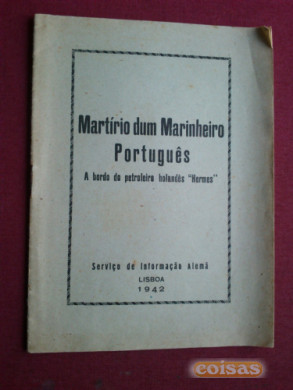 Martírio dum Marinheiro
Português
A bordo do petroleiro holandês "Hermes"
Serviço de Informação Alemã
LISBOA
1942
coisas